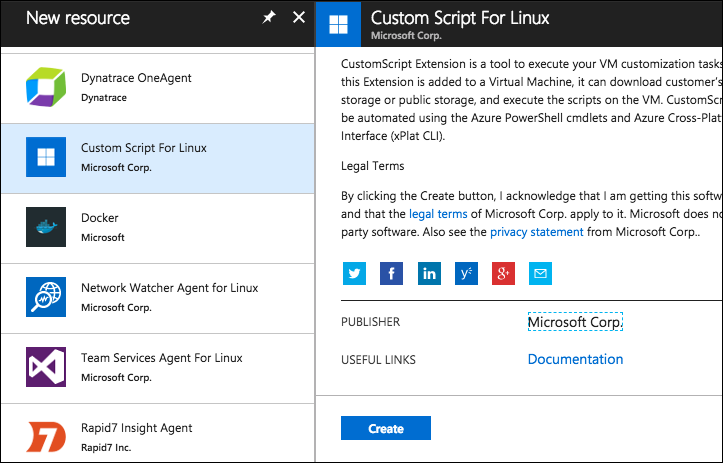 New resource
Dynatrace OneAgent
Dynatrace
Custom Script For Linux
Microsoft Corp.
Docker
Microsoft
Network Watcher Agent for Linux
Microsoft Corp.
Team Services Agent For Linux
Microsoft Corp.
Rapid7 Insight Agent
Rapid7 Inc.
Custom Script For Linux
Microsoft Corp.
CustomScript Extension is a tool to execute your VM customization tasks
this Extension is added to a Virtual Machine, it can download customer's
storage or public storage, and execute the scripts on the VM. CustomScr
be automated using the Azure PowerShell cmdlets and Azure Cross-Plat
Interface (xPlat CLI).
Legal Terms
By clicking the Create button, I acknowledge that I am getting this softw
and that the legal terms of Microsoft Corp. apply to it. Microsoft does no
party software. Also see the privacy statement from Microsoft Corp..
PUBLISHER
Microsoft Corp.
USEFUL LINKS
Documentation
Create